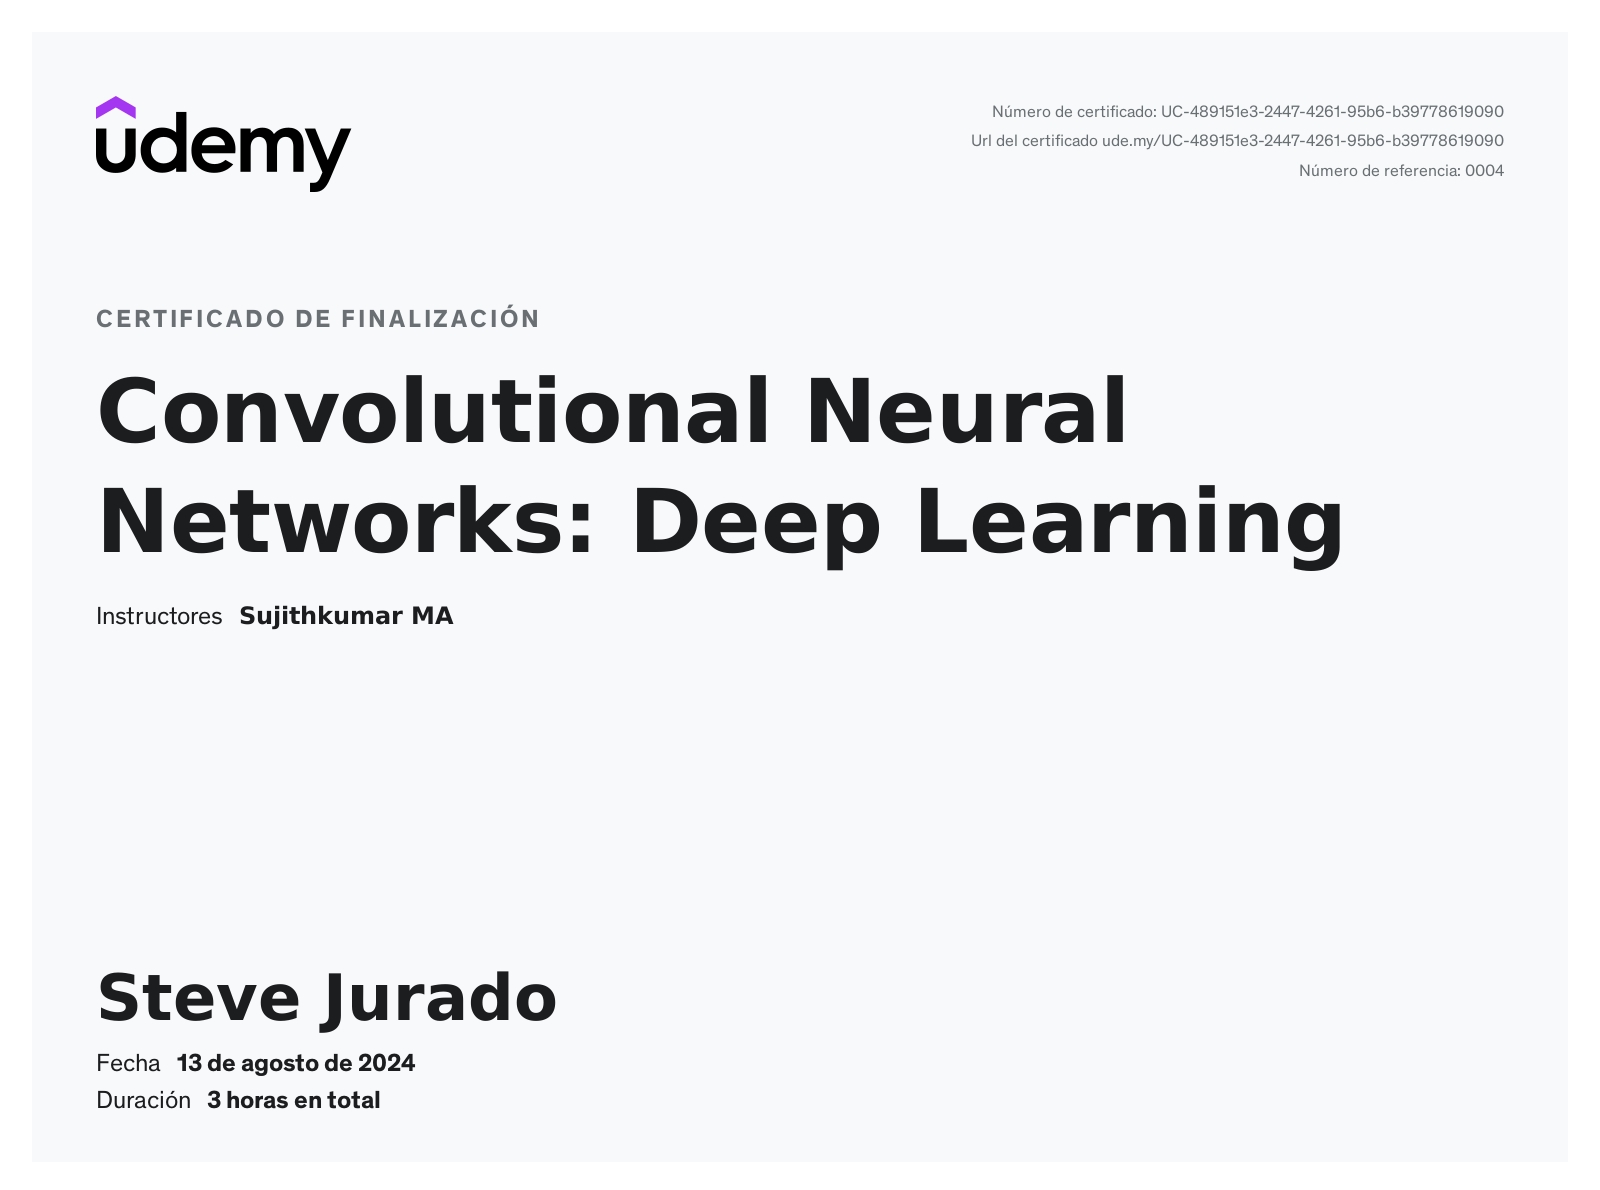 udemy
Número de certificado: UC-489151e3-2447-4261-95b6-b39778619090
Url del certificado ude.my/UC-489151e3-2447-4261-95b6-b39778619090
Número de referencia: 0004
CERTIFICADO DE FINALIZACIÓN
Convolutional Neural
Networks: Deep Learning
Instructores Sujithkumar MA
Steve Jurado
Fecha 13 de agosto de 2024
Duración 3 horas en total